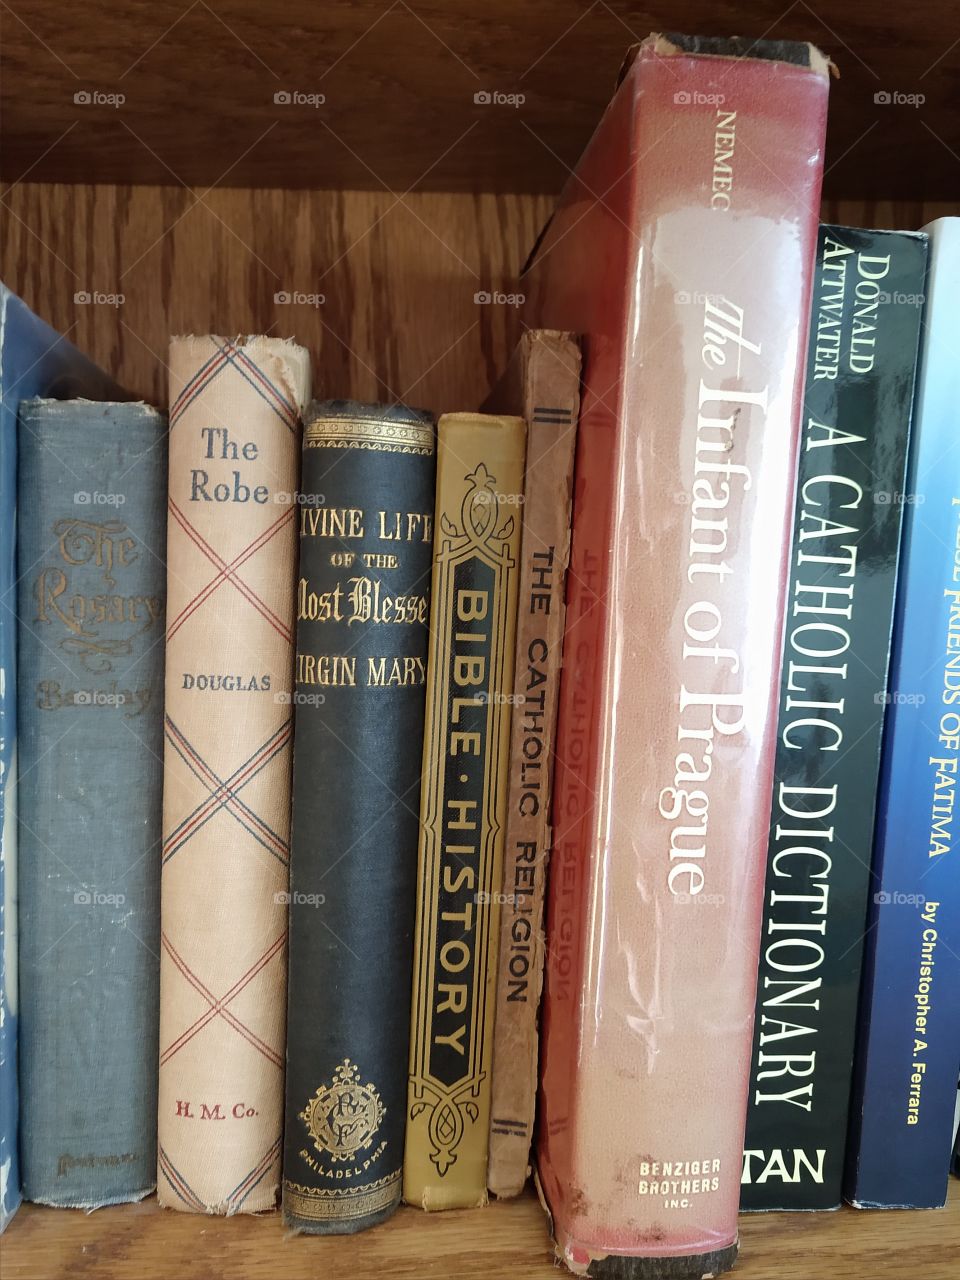 The
Rosary
The
Robe
DOUGLAS
H. M. Co.
IVINE LIFE
OF THE
Most Blesse
IRGIN MARY
PHILADELPHIA
BIBLE · HISTORY
THE CATHOLIC RELIGION
NEMEC
The Infant of Prague
BENZIGER
BROTHERS
INC.
DONALD
ATTWATER
A CATHOLIC DICTIONARY
TAN
FRIENDS OF FATIMA
by Christopher A. Ferrara
foap